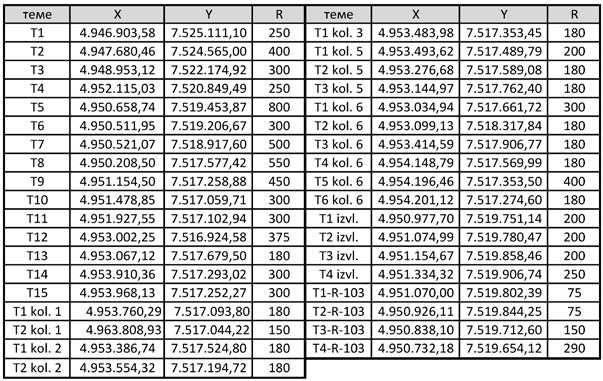 теме X Y R теме X Y R
T1 4.946.903,58 7.525.111,10 250 T1 kol. 3 4.953.483,98 7.517.353,45 180
T2 4.947.680,46 7.524.565,00 400 T1 kol. 5 4.953.493,62 7.517.489,79 200
T3 4.948.953,12 7.522.174,92 300 T2 kol. 5 4.953.276,68 7.517.589,08 180
T4 4.952.115,03 7.520.849,49 250 T3 kol. 5 4.953.144,97 7.517.762,40 180
T5 4.950.658,74 7.519.453,87 800 T1 kol. 6 4.953.034,94 7.517.661,72 300
T6 4.950.511,95 7.519.206,67 300 T2 kol. 6 4.953.099,13 7.518.317,84 180
T7 4.950.521,07 7.518.917,60 500 T3 kol. 6 4.953.414,59 7.517.906,77 180
T8 4.950.208,50 7.517.577,42 550 T4 kol. 6 4.954.148,79 7.517.569,99 180
T9 4.951.154,50 7.517.258,88 450 T5 kol. 6 4.954.196,46 7.517.353,50 400
T10 4.951.478,85 7.517.059,71 300 T6 kol. 6 4.954.201,12 7.517.274,60 180
T11 4.951.927,55 7.517.102,94 300 T1 izvl. 4.950.977,70 7.519.751,14 200
T12 4.953.002,25 7.516.924,58 375 T2 izvl. 4.951.074,99 7.519.780,47 200
T13 4.953.067,12 7.517.679,50 180 T3 izvl. 4.951.154,67 7.519.858,46 200
T14 4.953.910,36 7.517.293,02 300 T4 izvl. 4.951.334,32 7.519.906,74 250
T15 4.953.968,13 7.517.252,27 300 T1-R-103 4.951.070,00 7.519.802,39 75
T1 kol. 1 4.953.760,29 7.517.093,80 180 T2-R-103 4.950.926,11 7.519.844,25 75
T2 kol. 1 4.963.808,93 7.517.044,22 150 T3-R-103 4.950.838,10 7.519.712,60 150
T1 kol. 2 4.953.386,74 7.517.524,80 180 T4-R-103 4.950.732,18 7.519.654,12 290
T2 kol. 2 4.953.554,32 7.517.194,72 180